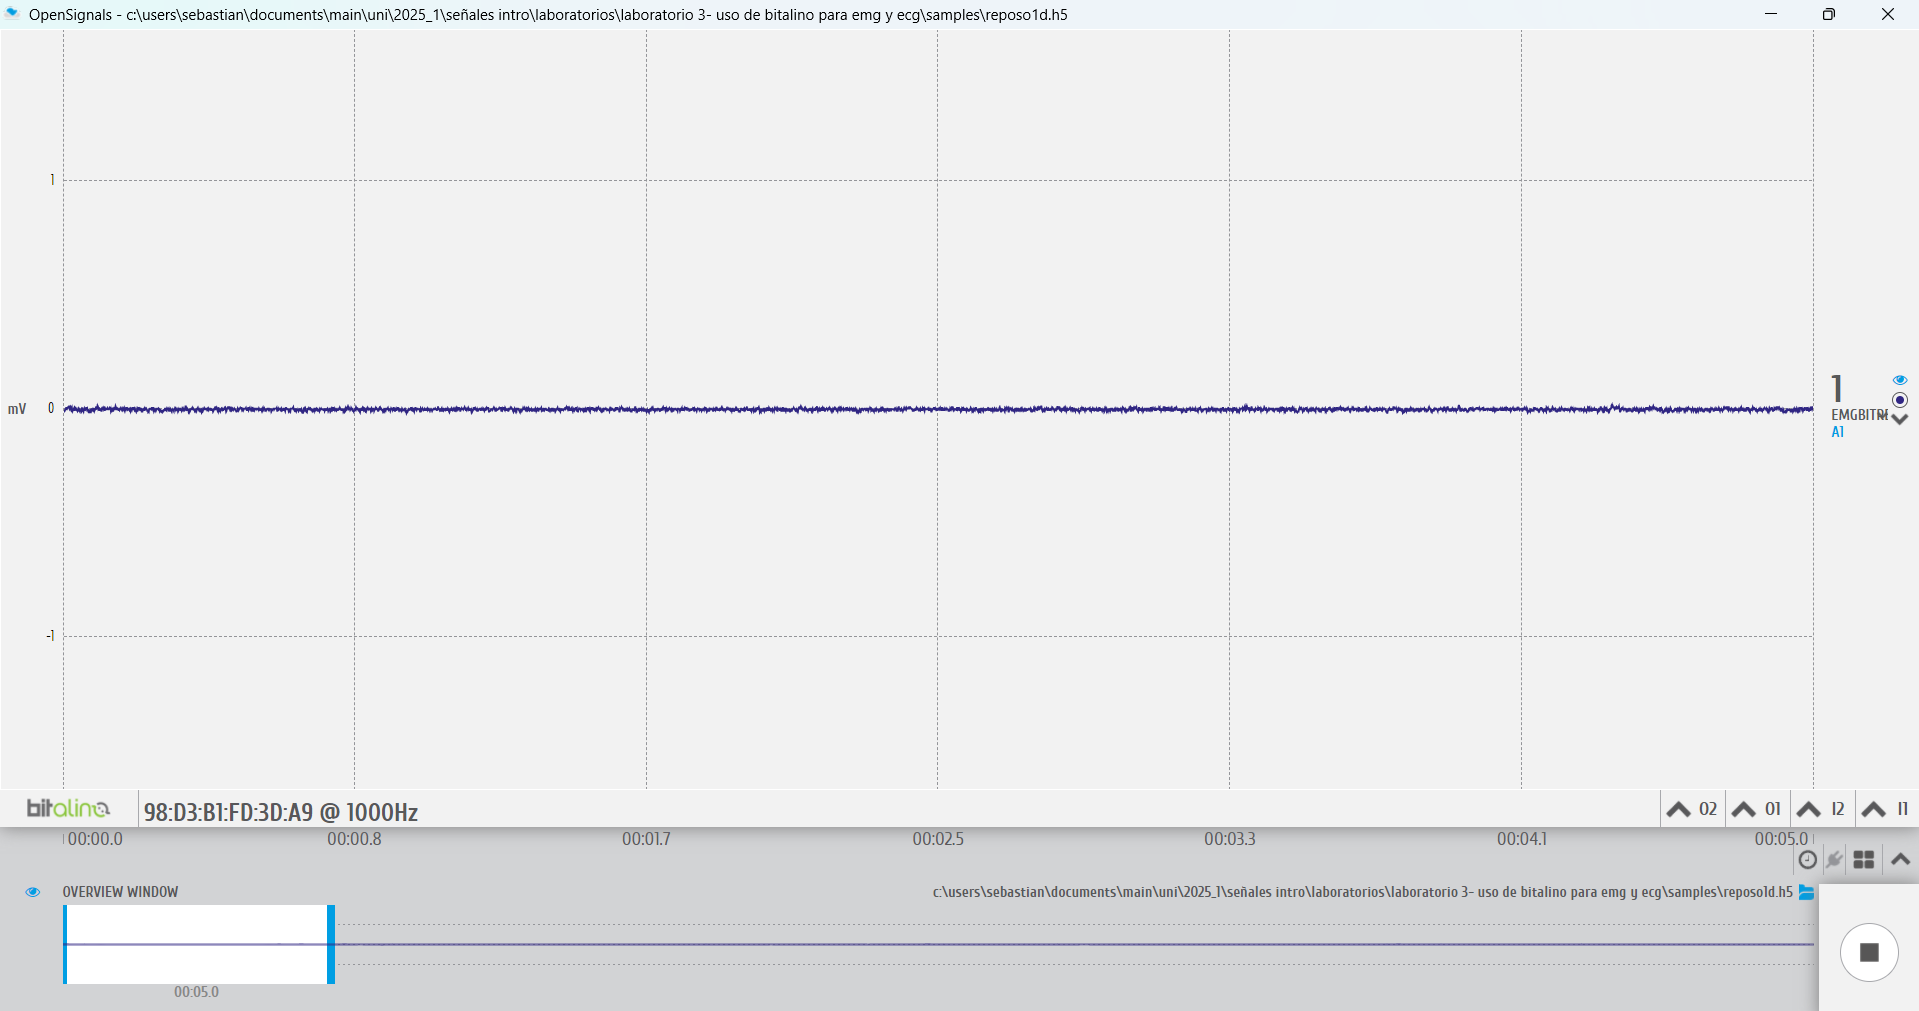 OpenSignals - c:\users\sebastian\documents\main\uni\2025_1\señales intro\laboratorios\laboratorio 3- uso de bitalino para emg y ecg\samples\reposo1d.h5
1
mV 0
-1
1
EMGBITREV
A1
bitalino 98:D3:B1:FD:3D:A9 @ 1000Hz
O2 O1 I2 I1
00:00.0 00:00.8 00:01.7 00:02.5 00:03.3 00:04.1 00:05.0
OVERVIEW WINDOW c:\users\sebastian\documents\main\uni\2025_1\señales intro\laboratorios\laboratorio 3- uso de bitalino para emg y ecg\samples\reposo1d.h5
00:05.0